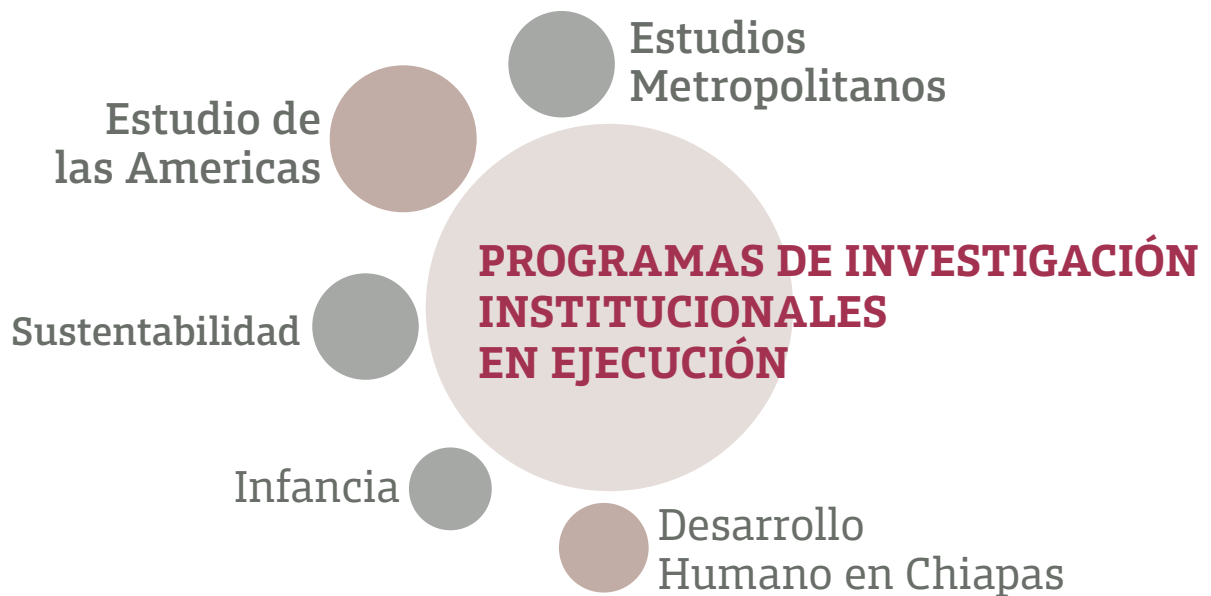 Estudios
Metropolitanos
Estudio de
las Americas
PROGRAMAS DE INVESTIGACIÓN
INSTITUCIONALES
EN EJECUCIÓN
Sustentabilidad
Infancia
Desarrollo
Humano en Chiapas